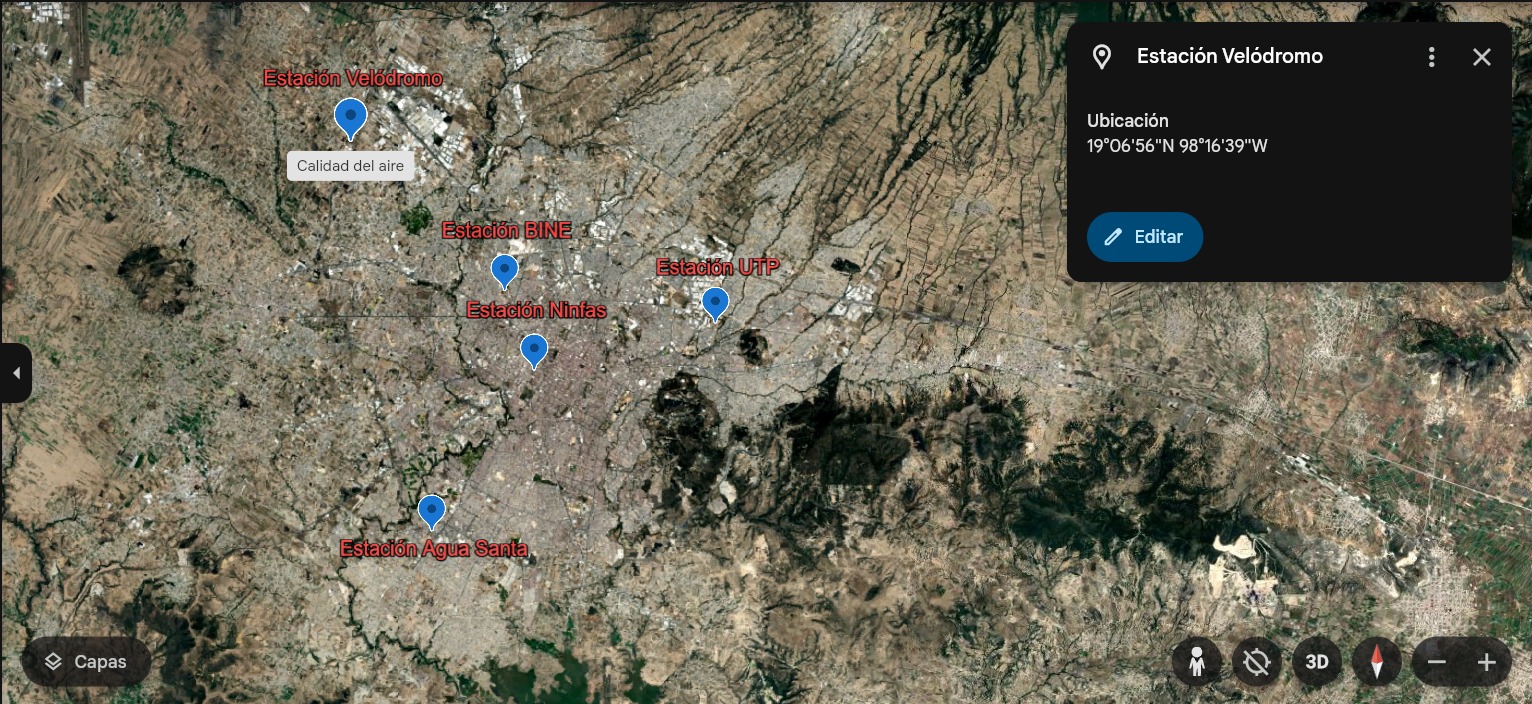 Estación Velódromo
Calidad del aire
Estación BINE
Estación UTP
Estación Ninfas
Estación Agua Santa
Estación Velódromo
Ubicación
19°06'56"N 98°16'39"W
Editar
Capas
3D